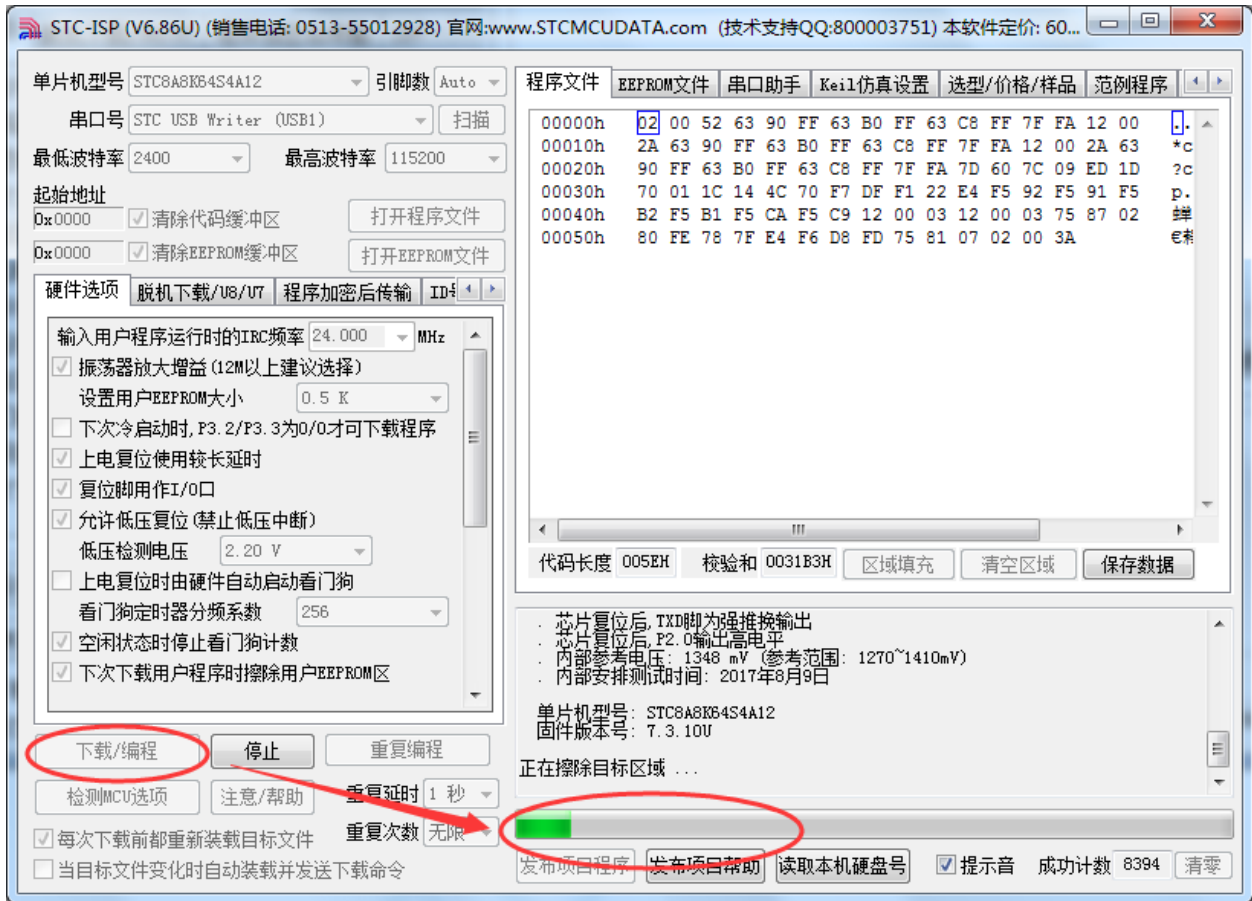 STC-ISP (V6.86U) (销售电话: 0513-55012928) 官网:www.STCMCUDATA.com (技术支持QQ:800003751) 本软件定价: 60...
单片机型号 STC8A8K64S4A12 引脚数 Auto
串口号 STC USB Writer (USB1) 扫描
最低波特率 2400 最高波特率 115200
起始地址
0x0000 清除代码缓冲区 打开程序文件
0x0000 清除EEPROM缓冲区 打开EEPROM文件
硬件选项 脱机下载/U8/U7 程序加密后传输
输入用户程序运行时的IRC频率 24.000 MHz
振荡器放大增益(12M以上建议选择)
设置用户EEPROM大小 0.5 K
下次冷启动时,P3.2/P3.3为0/0才可下载程序
上电复位使用较长延时
复位脚用作I/O口
允许低压复位(禁止低压中断)
低压检测电压 2.20 V
上电复位时由硬件自动启动看门狗
看门狗定时器分频系数 256
空闲状态时停止看门狗计数
下次下载用户程序时擦除用户EEPROM区
下载/编程 停止 重复编程
检测MCU选项 注意/帮助 重复延时 1 秒
每次下载前都重新装载目标文件 重复次数 无限
当目标文件变化时自动装载并发送下载命令
程序文件 EEPROM文件 串口助手 Keil仿真设置 选型/价格/样品 范例程序
00000h 02 00 52 63 90 FF 63 B0 FF 63 C8 FF 7F FA 12 00 ..
00010h 2A 63 90 FF 63 B0 FF 63 C8 FF 7F FA 12 00 2A 63 *c
00020h 90 FF 63 B0 FF 63 C8 FF 7F FA 7D 60 7C 09 ED 1D ?c
00030h 70 01 1C 14 4C 70 F7 DF F1 22 E4 F5 92 F5 91 F5 p.
00040h B2 F5 B1 F5 CA F5 C9 12 00 03 12 00 03 75 87 02
00050h 80 FE 78 7F E4 F6 D8 FD 75 81 07 02 00 3A
代码长度 005EH 校验和 0031B3H 区域填充 清空区域 保存数据
. 芯片复位后,TXD脚为强推挽输出
. 芯片复位后,P2.0输出高电平
. 内部参考电压: 1348 mV (参考范围: 1270~1410mV)
. 内部安排测试时间: 2017年8月9日
单片机型号: STC8A8K64S4A12
固件版本号: 7.3.10U
正在擦除目标区域 ...
发布项目程序 发布项目帮助 读取本机硬盘号 提示音 成功计数 8394 清零